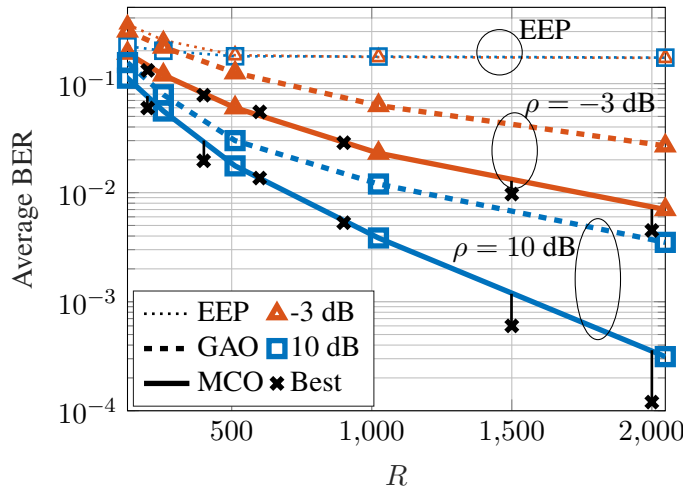 EEP
10^{-1}
ρ = −3 dB
10^{-2}
Average BER
ρ = 10 dB
10^{-3}
EEP -3 dB
GAO 10 dB
MCO Best
10^{-4}
500 1,000 1,500 2,000
R